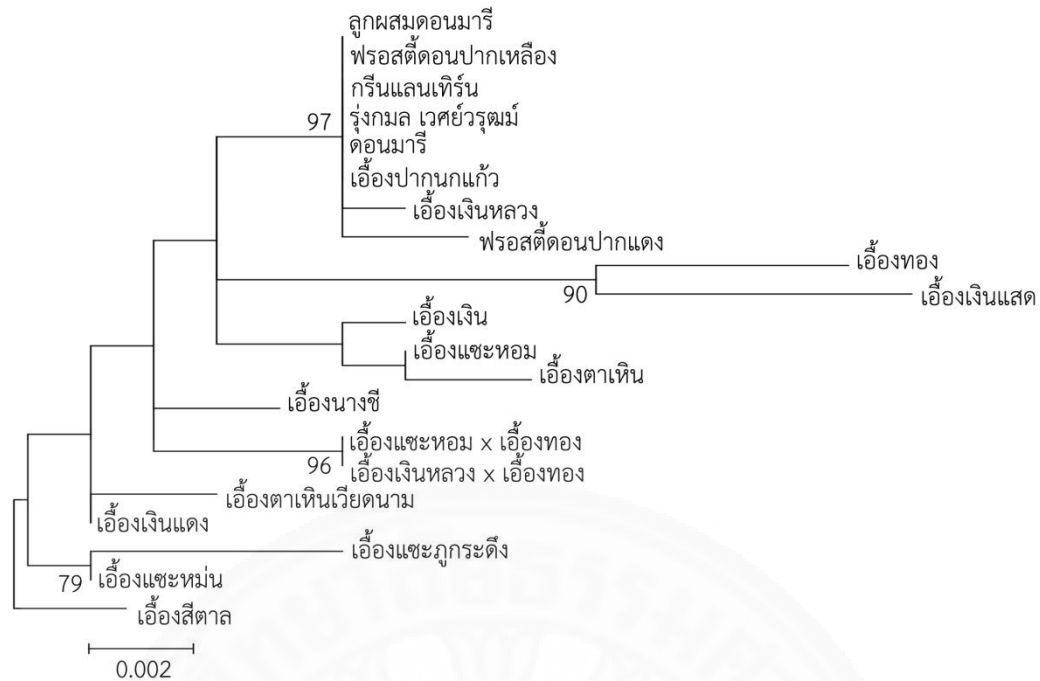 ลูกผสมดอนมารี
ฟรอสตี้ดอนปากเหลือง
กรีนแลนเทิร์น
97
รุ่งกมล เวศย์วรุฒม์
ดอนมารี
เอื้องปากนกแก้ว
เอื้องเงินหลวง
ฟรอสตี้ดอนปากแดง
เอื้องทอง
90
เอื้องเงินแสด
เอื้องเงิน
เอื้องแซะหอม
เอื้องตาเหิน
เอื้องนางชี
เอื้องแซะหอม x เอื้องทอง
96
เอื้องเงินหลวง x เอื้องทอง
เอื้องตาเหินเวียดนาม
เอื้องเงินแดง
เอื้องแซะภูกระดึง
79
เอื้องแซะหม่น
เอื้องสีตาล
0.002